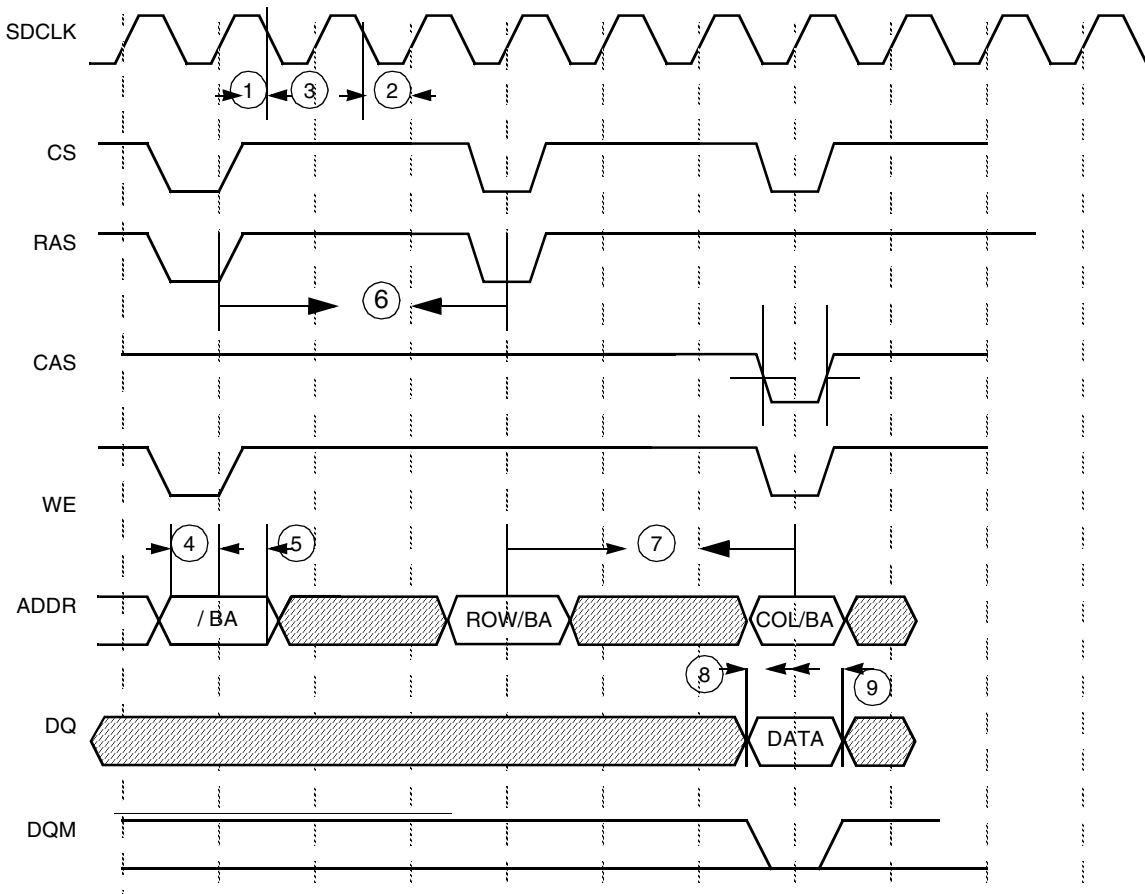 SDCLK
1 3 2
CS
RAS
6
CAS
WE
4 5 7
ADDR / BA ROW/BA COL/BA
8 9
DQ DATA
DQM